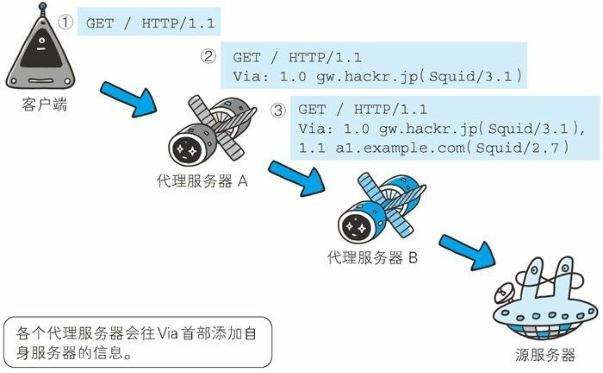 ① GET / HTTP/1.1
② GET / HTTP/1.1
Via: 1.0 gw.hackr.jp(Squid/3.1)
客户端
③ GET / HTTP/1.1
Via: 1.0 gw.hackr.jp(Squid/3.1),
1.1 a1.example.com(Squid/2.7)
代理服务器 A
代理服务器 B
各个代理服务器会往Via首部添加自
身服务器的信息。
源服务器